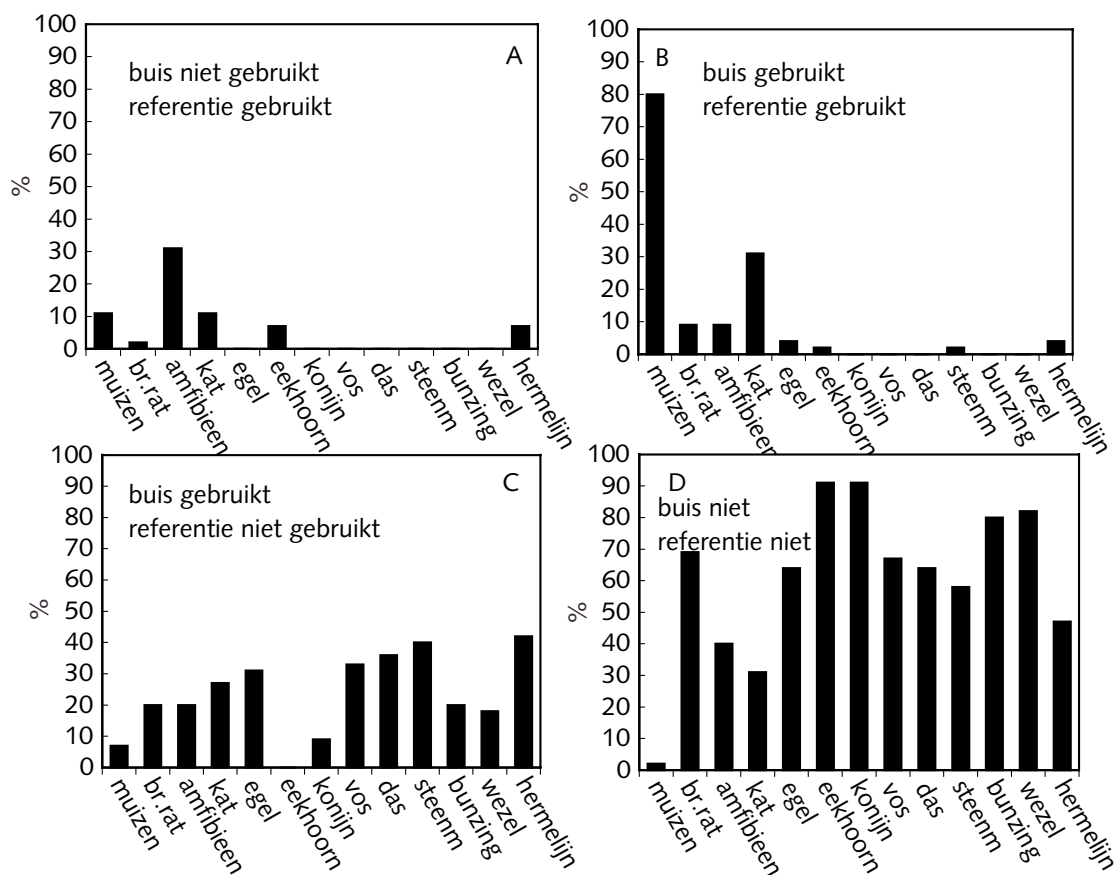 A
buis niet gebruikt
referentie gebruikt
%
100
90
80
70
60
50
40
30
20
10
0
muizen
br.rat
amfibieen
kat
egel
eekhoorn
konijn
vos
das
steenm
bunzing
wezel
hermelijn
B
buis gebruikt
referentie gebruikt
%
100
90
80
70
60
50
40
30
20
10
0
muizen
br.rat
amfibieen
kat
egel
eekhoorn
konijn
vos
das
steenm
bunzing
wezel
hermelijn
C
buis gebruikt
referentie niet gebruikt
%
100
90
80
70
60
50
40
30
20
10
0
muizen
br.rat
amfibieen
kat
egel
eekhoorn
konijn
vos
das
steenm
bunzing
wezel
hermelijn
D
buis niet
referentie niet
%
100
90
80
70
60
50
40
30
20
10
0
muizen
br.rat
amfibieen
kat
egel
eekhoorn
konijn
vos
das
steenm
bunzing
wezel
hermelijn